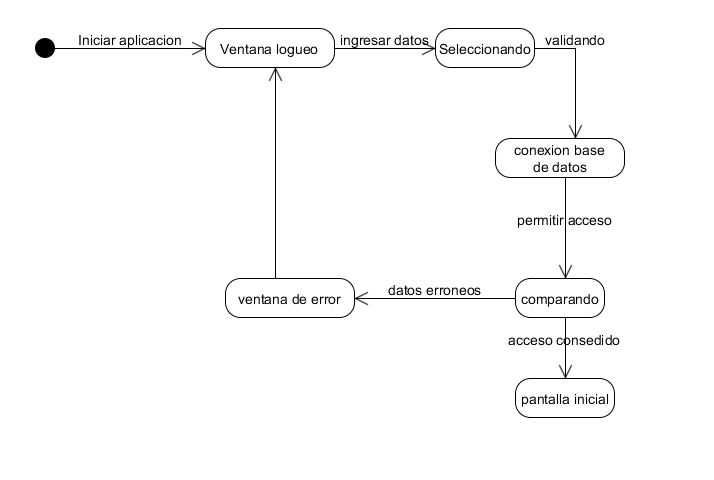 Iniciar aplicacion
Ventana logueo
ingresar datos
Seleccionando
validando
conexion base
de datos
permitir acceso
comparando
datos erroneos
ventana de error
acceso consedido
pantalla inicial